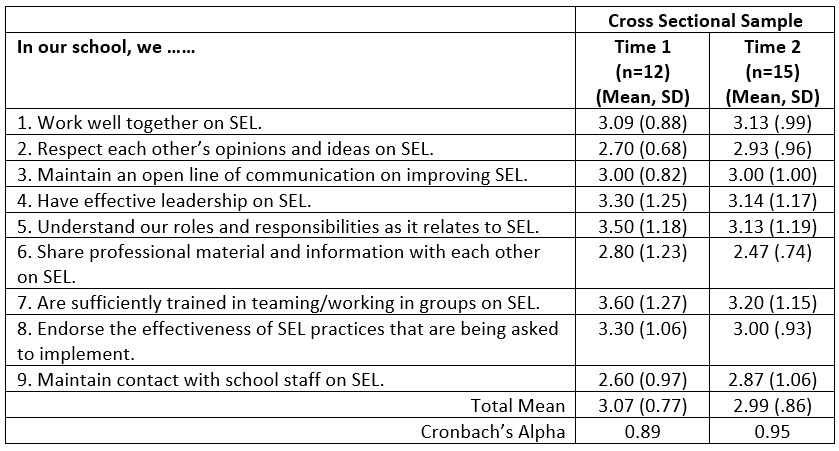 Cross Sectional Sample
In our school, we ...... Time 1 Time 2
(n=12) (n=15)
(Mean, SD) (Mean, SD)
1. Work well together on SEL. 3.09 (0.88) 3.13 (.99)
2. Respect each other’s opinions and ideas on SEL. 2.70 (0.68) 2.93 (.96)
3. Maintain an open line of communication on improving SEL. 3.00 (0.82) 3.00 (1.00)
4. Have effective leadership on SEL. 3.30 (1.25) 3.14 (1.17)
5. Understand our roles and responsibilities as it relates to SEL. 3.50 (1.18) 3.13 (1.19)
6. Share professional material and information with each other 2.80 (1.23) 2.47 (.74)
on SEL.
7. Are sufficiently trained in teaming/working in groups on SEL. 3.60 (1.27) 3.20 (1.15)
8. Endorse the effectiveness of SEL practices that are being asked 3.30 (1.06) 3.00 (.93)
to implement.
9. Maintain contact with school staff on SEL. 2.60 (0.97) 2.87 (1.06)
Total Mean 3.07 (0.77) 2.99 (.86)
Cronbach’s Alpha 0.89 0.95